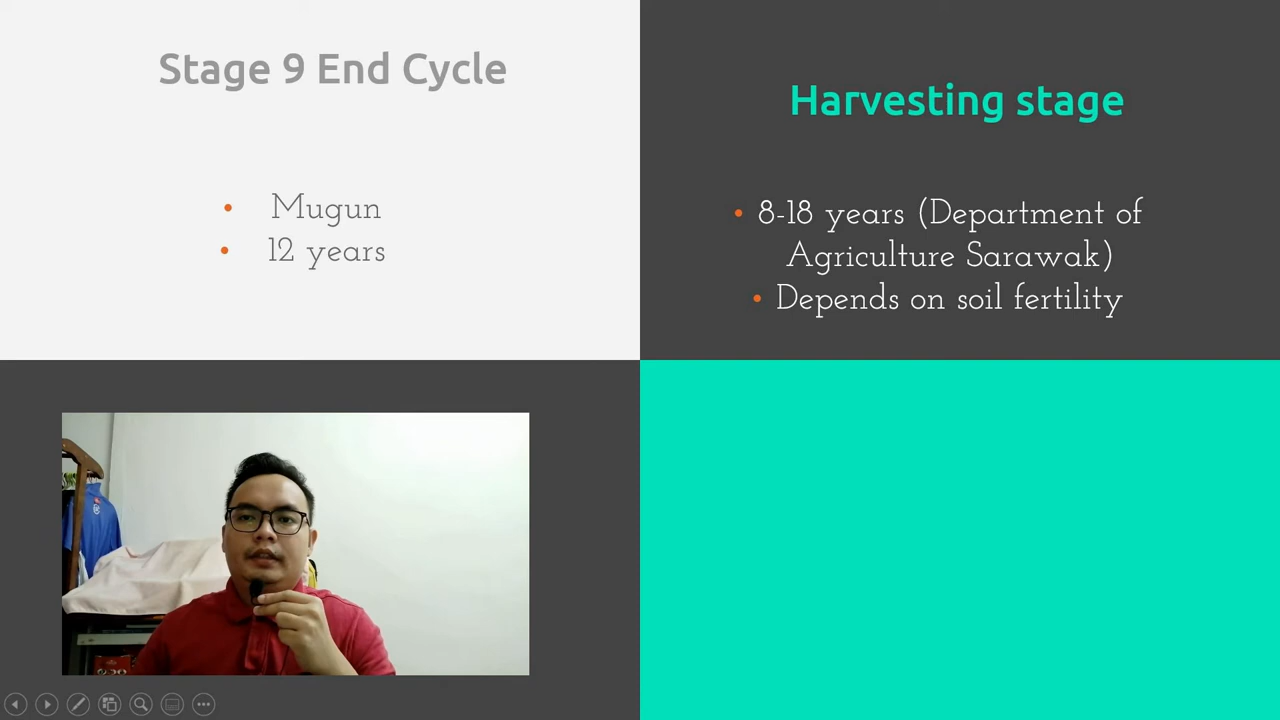 Stage 9 End Cycle
• Mugun
• 12 years
Harvesting stage
• 8-18 years (Department of
Agriculture Sarawak)
• Depends on soil fertility